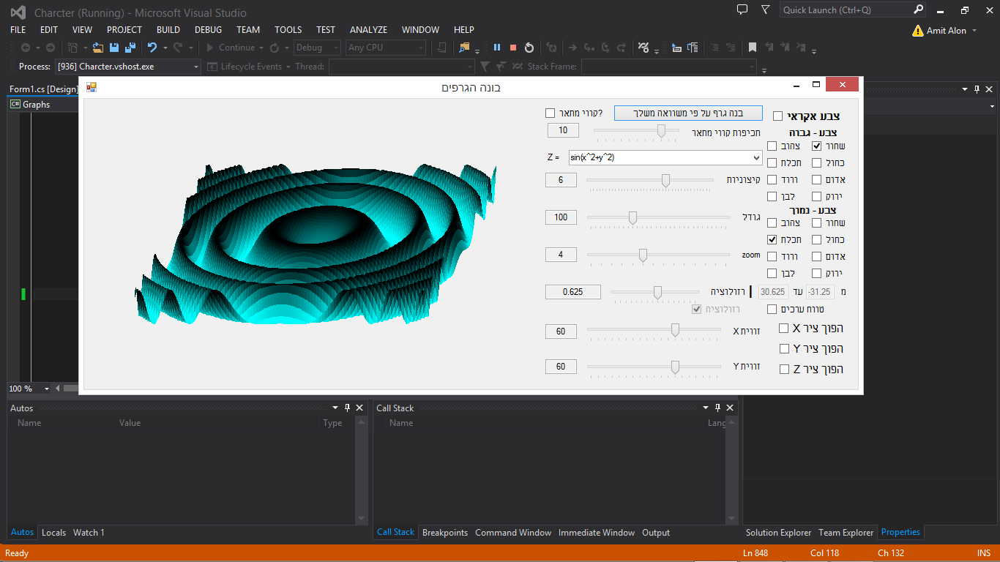 Charcter (Running) - Microsoft Visual Studio
Quick Launch (Ctrl+Q)
FILE EDIT VIEW PROJECT BUILD DEBUG TEAM TOOLS TEST ANALYZE WINDOW HELP
Amit Alon
Continue Debug Any CPU
Process: [936] Charcter.vshost.exe Lifecycle Events Thread: Stack Frame:
Form1.cs [Design]
C# Graphs
בונה הגרפים
צבע אקראי
בנה גרף על פי משוואה משלך
קווי מתאר?
צבע - גבוה
תכיפות קווי מתאר
10
שחור צהוב
Z = sin(x^2+y^2)
כחול תכלת
קיצוניות
6
אדום ורוד
ירוק לבן
צבע - נמוך
גודל
100
שחור צהוב
כחול תכלת
zoom
4
אדום ורוד
ירוק לבן
מ -31.25 עד 30.625
רזולוציה
0.625
טווח ערכים
רזולוציה
הפוך ציר X
זווית X
60
הפוך ציר Y
זווית Y
60
הפוך ציר Z
100 %
Autos
Name Value Type
Call Stack
Name Lang
Autos Locals Watch 1
Call Stack Breakpoints Command Window Immediate Window Output
Solution Explorer Team Explorer Properties
Ready Ln 848 Col 118 Ch 132 INS